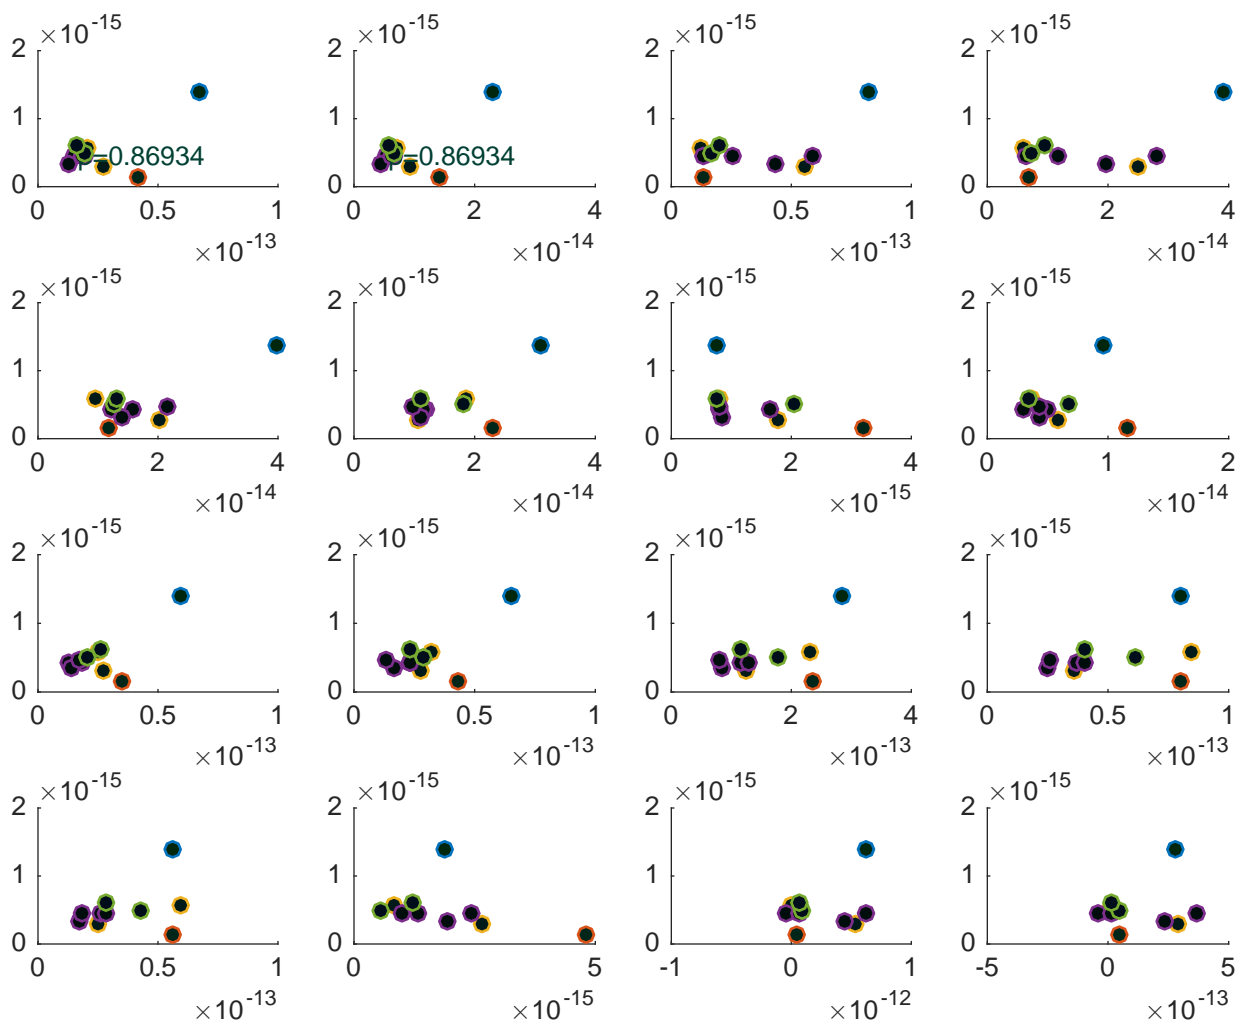 ×10-15 ×10-15 ×10-15 ×10-15
2 2 2 2
1 1 1 1
=0.86934 =0.86934
0 0 0 0
0 0.5 1 0 2 4 0 0.5 1 0 2 4
×10-13 ×10-14 ×10-13 ×10-14
×10-15 ×10-15 ×10-15 ×10-15
2 2 2 2
1 1 1 1
0 0 0 0
0 2 4 0 2 4 0 2 4 0 1 2
×10-14 ×10-14 ×10-15 ×10-14
×10-15 ×10-15 ×10-15 ×10-15
2 2 2 2
1 1 1 1
0 0 0 0
0 0.5 1 0 0.5 1 0 2 4 0 0.5 1
×10-13 ×10-13 ×10-13 ×10-13
×10-15 ×10-15 ×10-15 ×10-15
2 2 2 2
1 1 1 1
0 0 0 0
0 0.5 1 0 5 -1 0 1 -5 0 5
×10-13 ×10-15 ×10-12 ×10-13